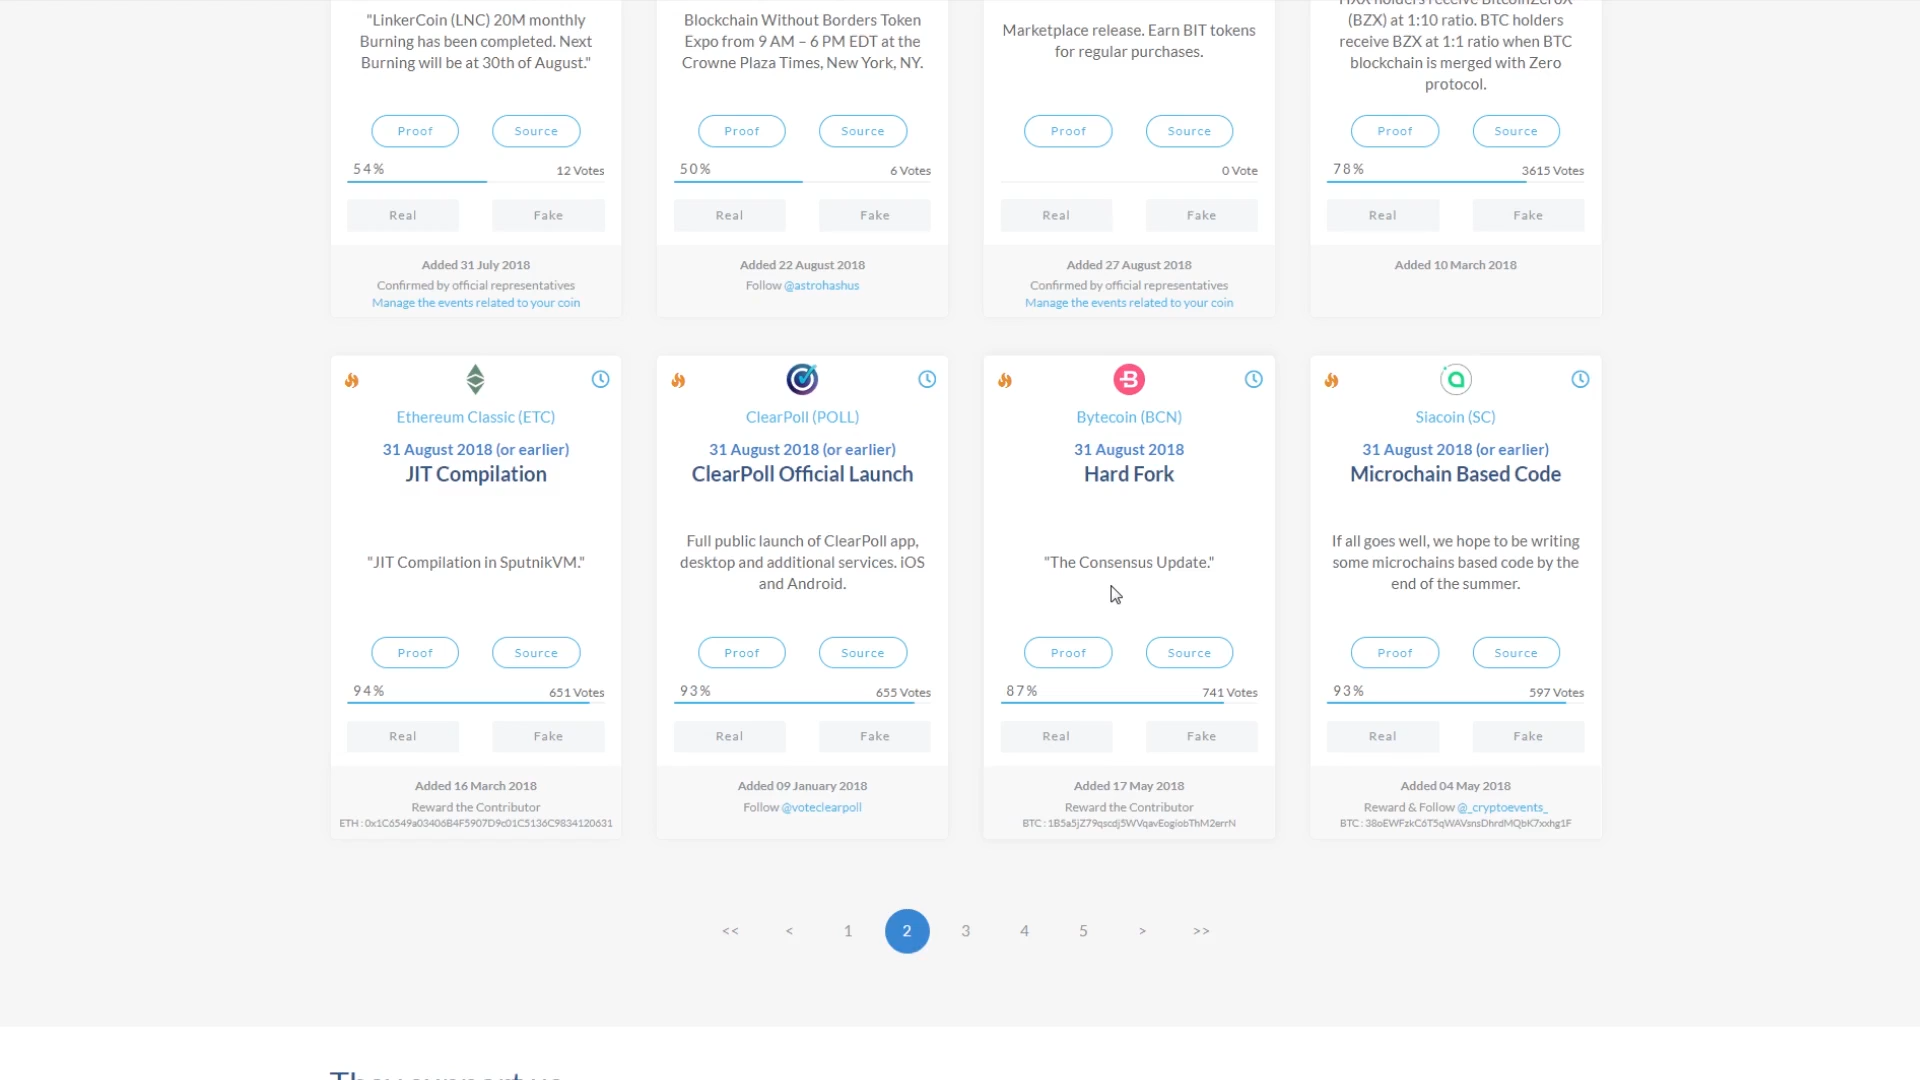 "LinkerCoin (LNC) 20M monthly
Burning has been completed. Next
Burning will be at 30th of August."
Proof
Source
54%
12 Votes
Real
Fake
Added 31 July 2018
Confirmed by official representatives
Manage the events related to your coin
Blockchain Without Borders Token
Expo from 9 AM – 6 PM EDT at the
Crowne Plaza Times, New York, NY.
Proof
Source
50%
6 Votes
Real
Fake
Added 22 August 2018
Follow @astrohashus
Marketplace release. Earn BIT tokens
for regular purchases.
Proof
Source
0 Vote
Real
Fake
Added 27 August 2018
Confirmed by official representatives
Manage the events related to your coin
HXX holders receive BitcoinZeroX
(BZX) at 1:10 ratio. BTC holders
receive BZX at 1:1 ratio when BTC
blockchain is merged with Zero
protocol.
Proof
Source
78%
3615 Votes
Real
Fake
Added 10 March 2018
Ethereum Classic (ETC)
31 August 2018 (or earlier)
JIT Compilation
"JIT Compilation in SputnikVM."
Proof
Source
94%
651 Votes
Real
Fake
Added 16 March 2018
Reward the Contributor
ETH : 0x1C6549a03406B4F5907D9c01C5136C9834120631
ClearPoll (POLL)
31 August 2018 (or earlier)
ClearPoll Official Launch
Full public launch of ClearPoll app,
desktop and additional services. iOS
and Android.
Proof
Source
93%
655 Votes
Real
Fake
Added 09 January 2018
Follow @voteclearpoll
Bytecoin (BCN)
31 August 2018
Hard Fork
"The Consensus Update."
Proof
Source
87%
741 Votes
Real
Fake
Added 17 May 2018
Reward the Contributor
BTC : 1B5a5jZ79qscdj5WVqavEogiobThM2errN
Siacoin (SC)
31 August 2018 (or earlier)
Microchain Based Code
If all goes well, we hope to be writing
some microchains based code by the
end of the summer.
Proof
Source
93%
597 Votes
Real
Fake
Added 04 May 2018
Reward & Follow @_cryptoevents_
BTC : 38oEWFzkC6T5qWAVsnsDhrdMQbK7xxhg1F
<< < 1 2 3 4 5 > >>
They support us